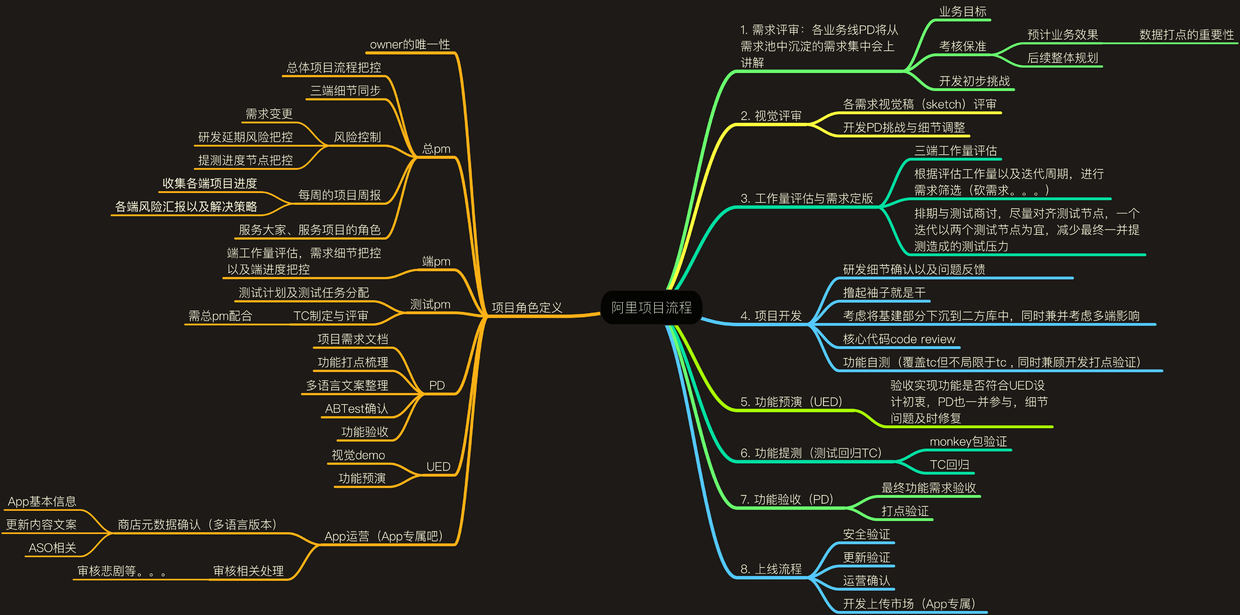 阿里项目流程
项目角色定义
owner的唯一性
总pm
总体项目流程把控
三端细节同步
风险控制
需求变更
研发延期风险把控
提测进度节点把控
每周的项目周报
收集各端项目进度
各端风险汇报以及解决策略
服务大家、服务项目的角色
端pm
端工作量评估，需求细节把控
以及端进度把控
测试pm
测试计划及测试任务分配
TC制定与评审
需总pm配合
PD
项目需求文档
功能打点梳理
多语言文案整理
ABTest确认
功能验收
UED
视觉demo
功能预演
App运营（App专属吧）
商店元数据确认（多语言版本）
App基本信息
更新内容文案
ASO相关
审核相关处理
审核悲剧等。。。
1. 需求评审：各业务线PD将从
需求池中沉淀的需求集中会上
讲解
业务目标
考核保准
预计业务效果
数据打点的重要性
后续整体规划
开发初步挑战
2. 视觉评审
各需求视觉稿（sketch）评审
开发PD挑战与细节调整
3. 工作量评估与需求定版
三端工作量评估
根据评估工作量以及迭代周期，进行
需求筛选（砍需求。。。）
排期与测试商讨，尽量对齐测试节点，一个
迭代以两个测试节点为宜，减少最终一并提
测造成的测试压力
4. 项目开发
研发细节确认以及问题反馈
撸起袖子就是干
考虑将基建部分下沉到二方库中，同时兼并考虑多端影响
核心代码code review
功能自测（覆盖tc但不局限于tc，同时兼顾开发打点验证）
5. 功能预演（UED）
验收实现功能是否符合UED设
计初衷，PD也一并参与，细节
问题及时修复
6. 功能提测（测试回归TC）
monkey包验证
TC回归
7. 功能验收（PD）
最终功能需求验收
打点验证
8. 上线流程
安全验证
更新验证
运营确认
开发上传市场（App专属）